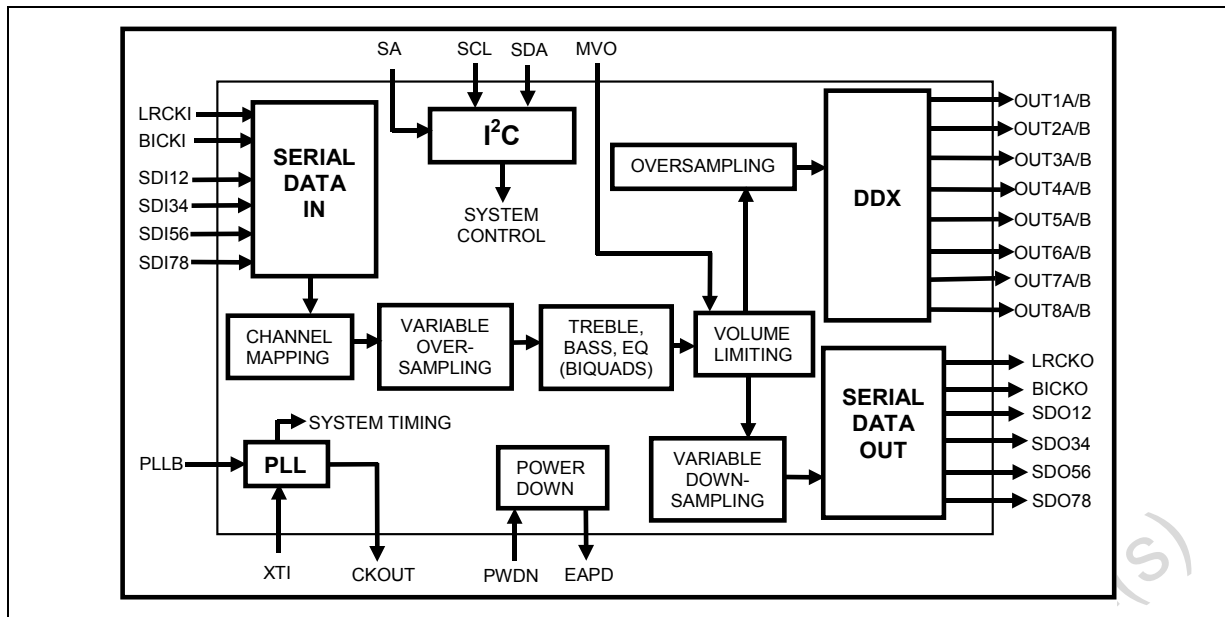 SA SCL SDA MVO
LRCKI
BICKI
SDI12
SDI34
SDI56
SDI78
SERIAL
DATA
IN
I²C
SYSTEM
CONTROL
OVERSAMPLING
DDX
OUT1A/B
OUT2A/B
OUT3A/B
OUT4A/B
OUT5A/B
OUT6A/B
OUT7A/B
OUT8A/B
CHANNEL
MAPPING
VARIABLE
OVER-
SAMPLING
TREBLE,
BASS, EQ
(BIQUADS)
VOLUME
LIMITING
SERIAL
DATA
OUT
LRCKO
BICKO
SDO12
SDO34
SDO56
SDO78
SYSTEM TIMING
PLLB
PLL
POWER
DOWN
VARIABLE
DOWN-
SAMPLING
XTI CKOUT PWDN EAPD
(s)